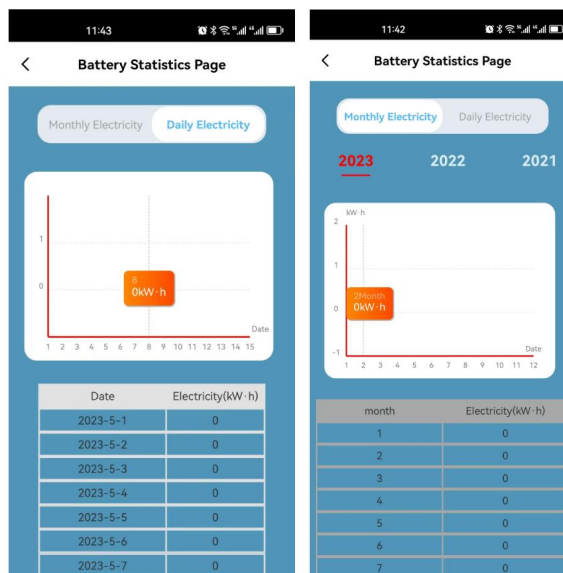 11:43
Battery Statistics Page
Monthly Electricity Daily Electricity
1
0
8
0kW·h
Date
1 2 3 4 5 6 7 8 9 10 11 12 13 14 15
Date Electricity(kW·h)
2023-5-1 0
2023-5-2 0
2023-5-3 0
2023-5-4 0
2023-5-5 0
2023-5-6 0
2023-5-7 0
11:42
Battery Statistics Page
Monthly Electricity Daily Electricity
2023 2022 2021
kW·h
2
1
0
-1
2Month
0kW·h
Date
1 2 3 4 5 6 7 8 9 10 11 12
month Electricity(kW·h)
1 0
2 0
3 0
4 0
5 0
6 0
7 0